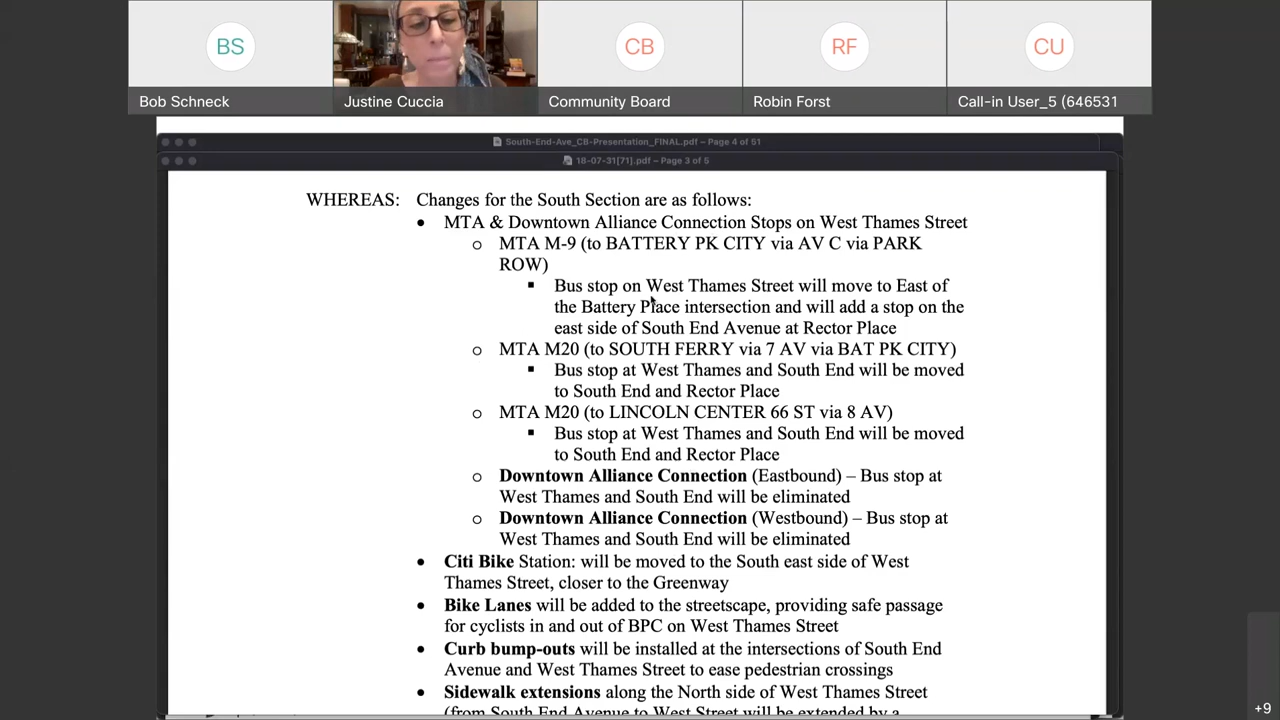 BS
CB
RF
CU
Bob Schneck
Justine Cuccia
Community Board
Robin Forst
Call-in User_5 (646531
South-End-Ave_CB-Presentation_FINAL.pdf – Page 4 of 51
18-07-31[71].pdf – Page 3 of 5
WHEREAS: Changes for the South Section are as follows:
• MTA & Downtown Alliance Connection Stops on West Thames Street
o MTA M-9 (to BATTERY PK CITY via AV C via PARK
ROW)
▪ Bus stop on West Thames Street will move to East of
the Battery Place intersection and will add a stop on the
east side of South End Avenue at Rector Place
o MTA M20 (to SOUTH FERRY via 7 AV via BAT PK CITY)
▪ Bus stop at West Thames and South End will be moved
to South End and Rector Place
o MTA M20 (to LINCOLN CENTER 66 ST via 8 AV)
▪ Bus stop at West Thames and South End will be moved
to South End and Rector Place
o Downtown Alliance Connection (Eastbound) – Bus stop at
West Thames and South End will be eliminated
o Downtown Alliance Connection (Westbound) – Bus stop at
West Thames and South End will be eliminated
• Citi Bike Station: will be moved to the South east side of West
Thames Street, closer to the Greenway
• Bike Lanes will be added to the streetscape, providing safe passage
for cyclists in and out of BPC on West Thames Street
• Curb bump-outs will be installed at the intersections of South End
Avenue and West Thames Street to ease pedestrian crossings
• Sidewalk extensions along the North side of West Thames Street
(from South End Avenue to West Street will be extended by a
+9